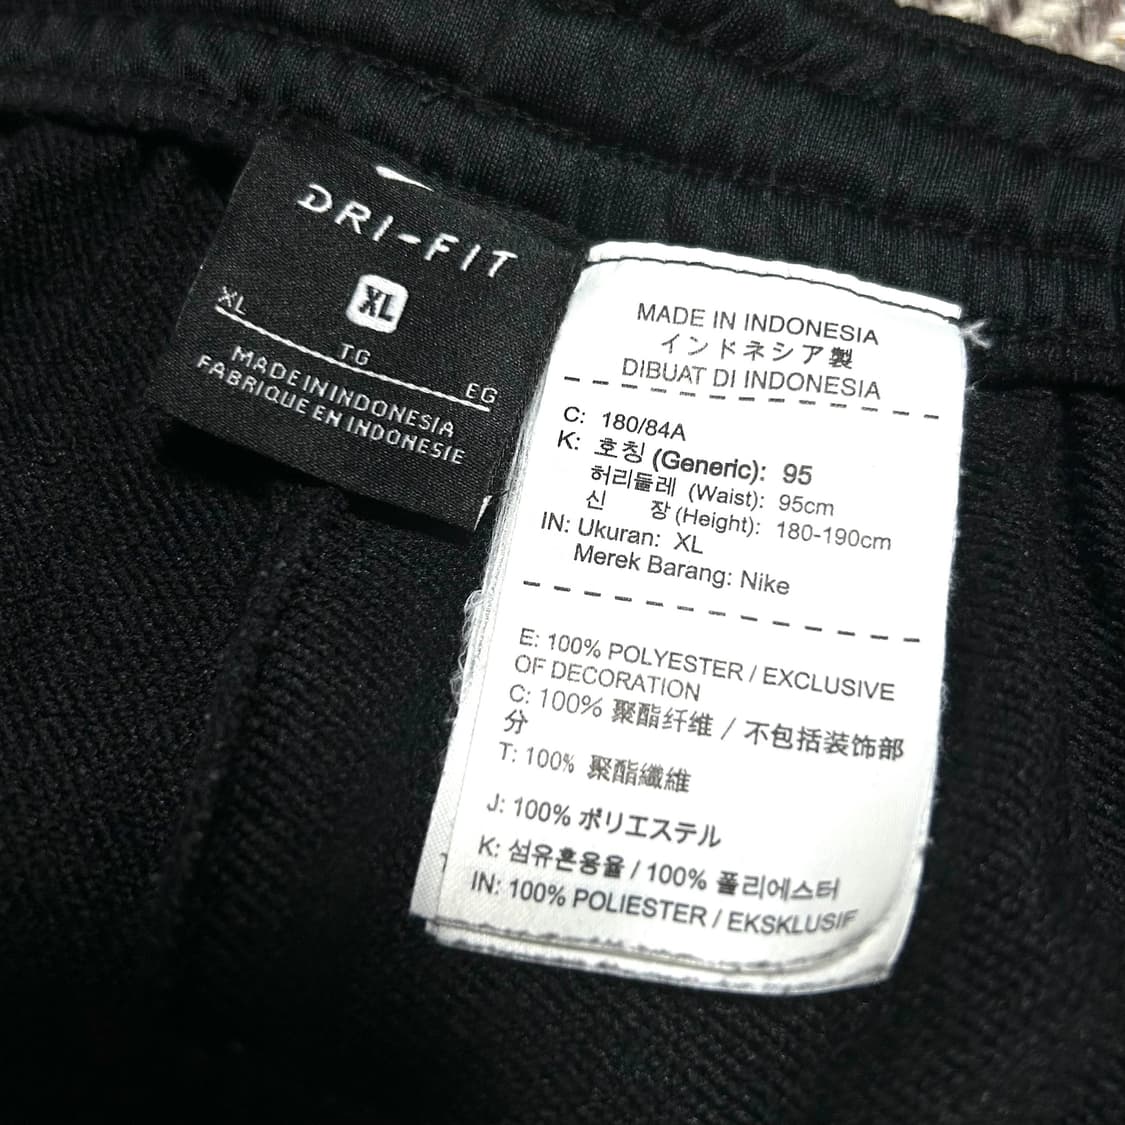 DRI-FIT
XL
XL
TG
EG
MADE IN INDONESIA
FABRIQUE EN INDONESIE
MADE IN INDONESIA
インドネシア製
DIBUAT DI INDONESIA
C: 180/84A
K: 호칭 (Generic): 95
허리둘레 (Waist): 95cm
신 장 (Height): 180-190cm
IN: Ukuran: XL
Merek Barang: Nike
E: 100% POLYESTER / EXCLUSIVE
OF DECORATION
C: 100% 聚酯纤维 / 不包括装饰部
分
T: 100% 聚酯纖維
J: 100% ポリエステル
K: 섬유혼용율 / 100% 폴리에스터
IN: 100% POLIESTER / EKSKLUSIF